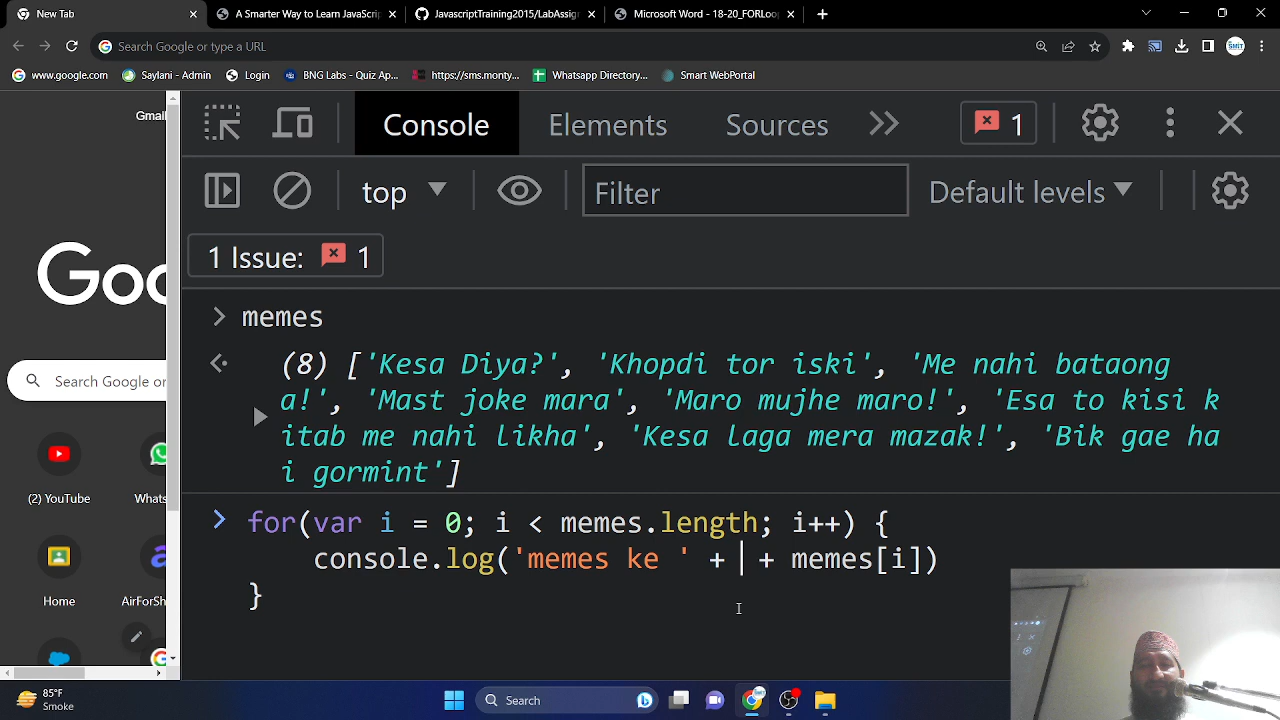 New Tab
A Smarter Way to Learn JavaScri
JavascriptTraining2015/LabAssig
Microsoft Word - 18-20_FORLoo
Search Google or type a URL
www.google.com
Saylani - Admin
Login
BNG Labs - Quiz Ap...
https://sms.monty...
Whatsapp Directory...
Smart WebPortal
Gmai
Console
Elements
Sources
1
top
Filter
Default levels
1 Issue:
1
Goo
Search Google or
(2) YouTube
Whats
Home
AirForSh
memes
(8) ['Kesa Diya?', 'Khopdi tor iski', 'Me nahi bataong
a!', 'Mast joke mara', 'Maro mujhe maro!', 'Esa to kisi k
itab me nahi likha', 'Kesa laga mera mazak!', 'Bik gae ha
i gormint']
for(var i = 0; i < memes.length; i++) {
console.log('memes ke ' + + memes[i])
}
85°F
Smoke
Search